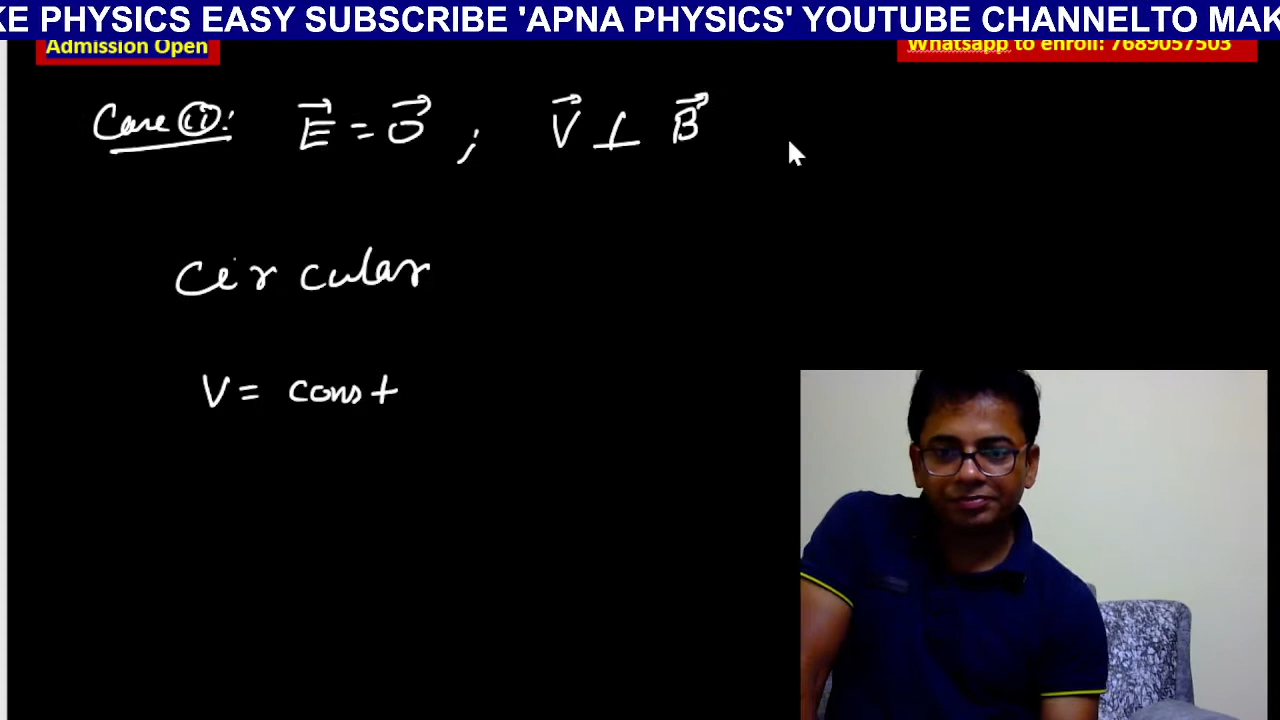 KE PHYSICS EASY SUBSCRIBE 'APNA PHYSICS' YOUTUBE CHANNELTO MAK
Admission Open
Whatsapp to enroll: 7689057503
Case (ii): E⃗ = 0⃗ ; V⃗ ⊥ B⃗
Circular
V = const